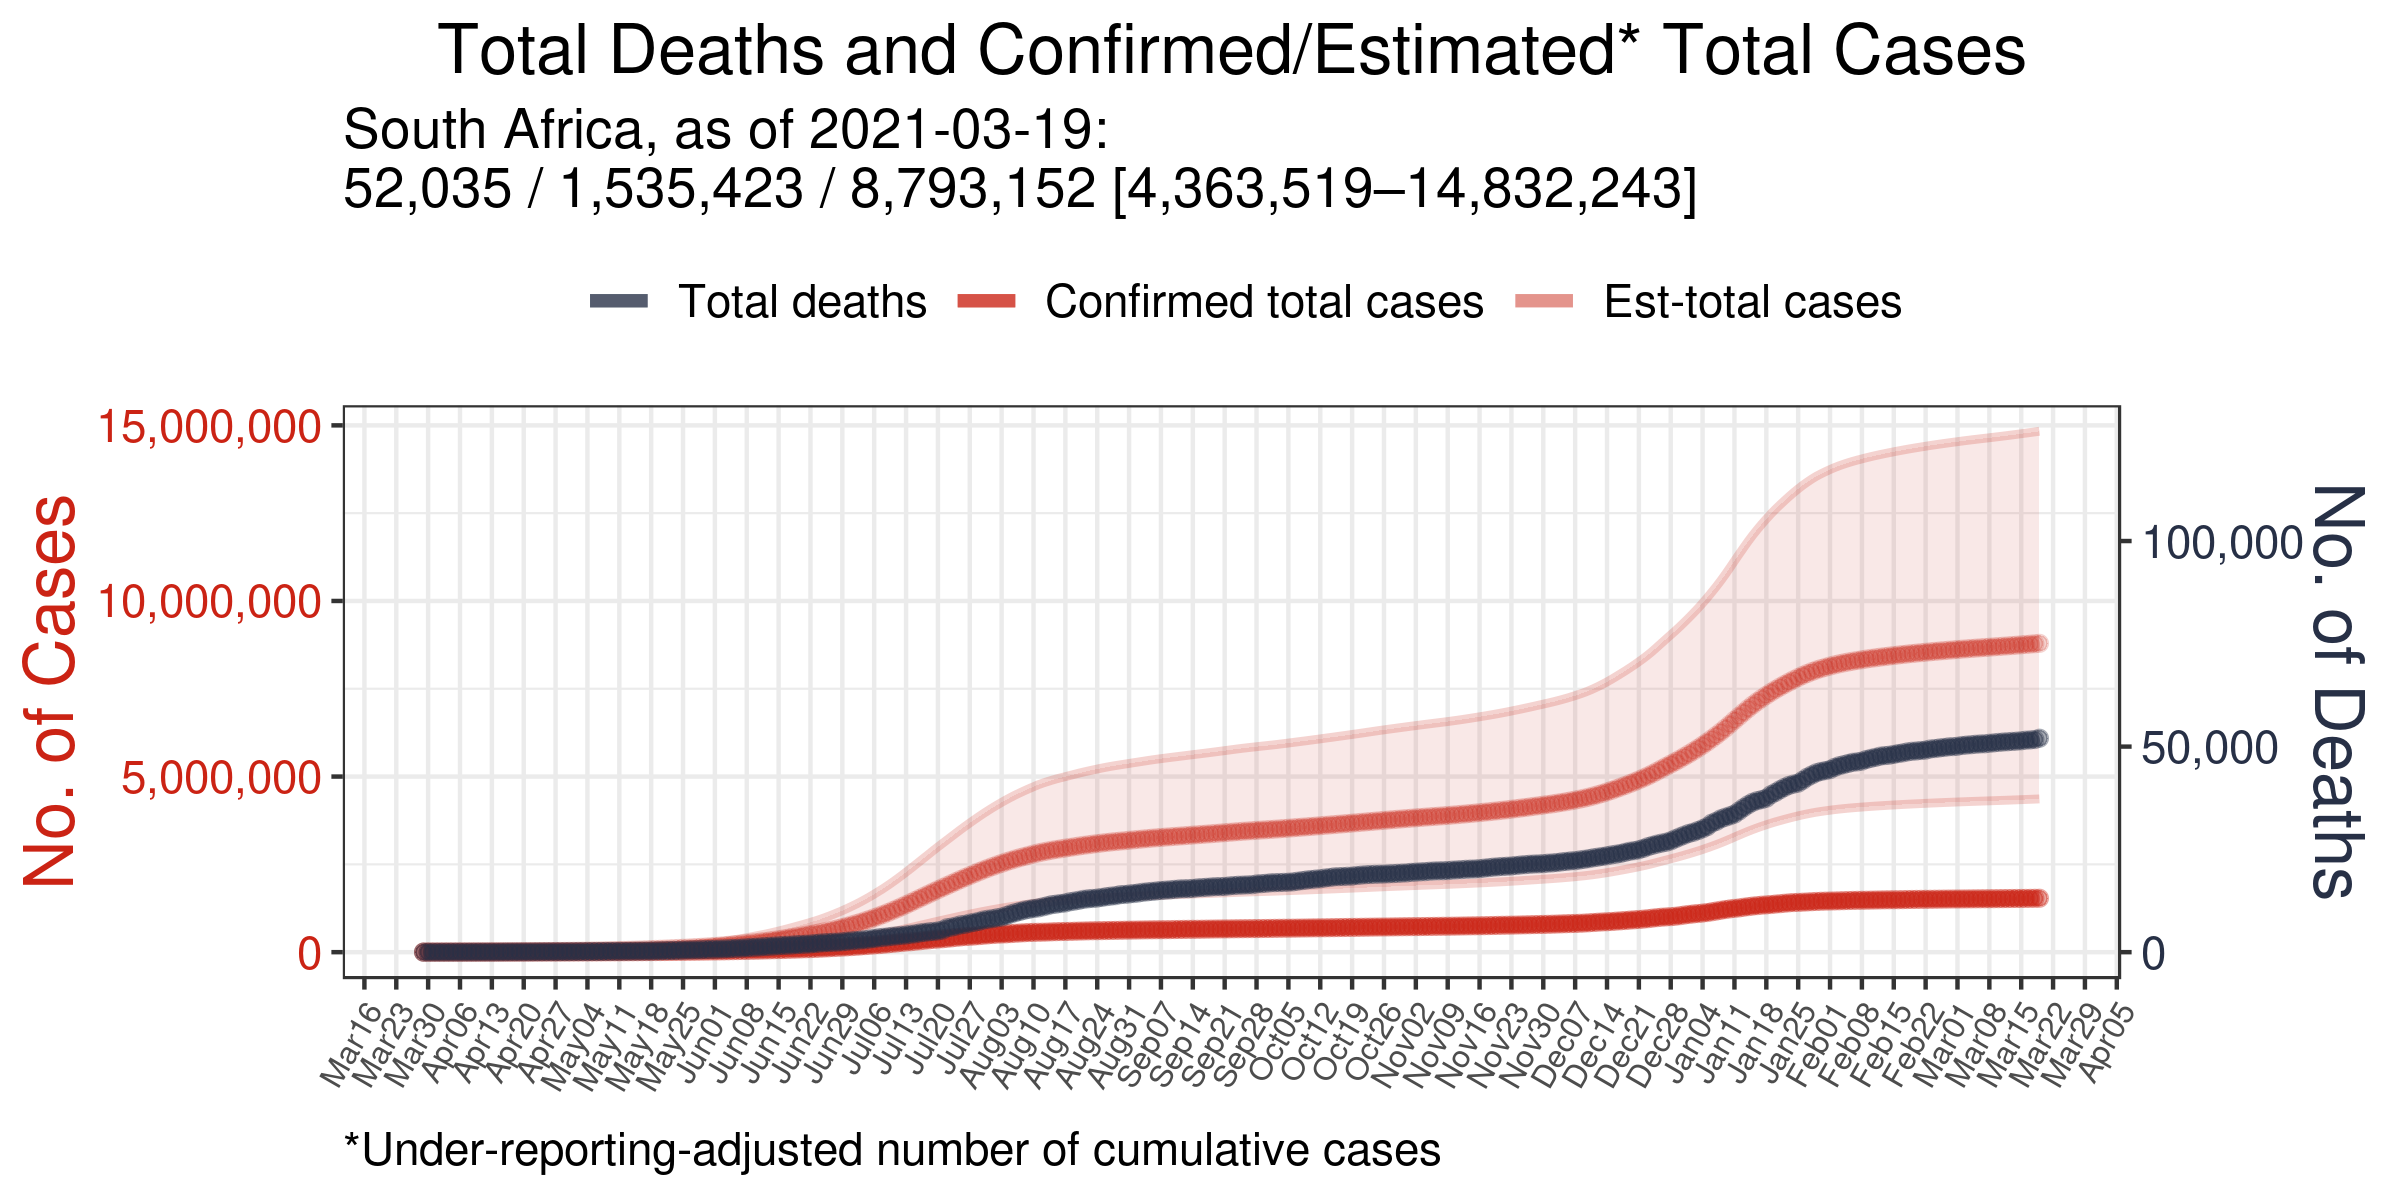 Total Deaths and Confirmed/Estimated* Total Cases
South Africa, as of 2021-03-19:
52,035 / 1,535,423 / 8,793,152 [4,363,519–14,832,243]
Total deaths
Confirmed total cases
Est-total cases
No. of Cases
15,000,000
10,000,000
5,000,000
0
No. of Deaths
100,000
50,000
0
Mar16
Mar23
Mar30
Apr06
Apr13
Apr20
Apr27
May04
May11
May18
May25
Jun01
Jun08
Jun15
Jun22
Jun29
Jul06
Jul13
Jul20
Jul27
Aug03
Aug10
Aug17
Aug24
Aug31
Sep07
Sep14
Sep21
Sep28
Oct05
Oct12
Oct19
Oct26
Nov02
Nov09
Nov16
Nov23
Nov30
Dec07
Dec14
Dec21
Dec28
Jan04
Jan11
Jan18
Jan25
Feb01
Feb08
Feb15
Feb22
Mar01
Mar08
Mar15
Mar22
Mar29
Apr05
*Under-reporting-adjusted number of cumulative cases